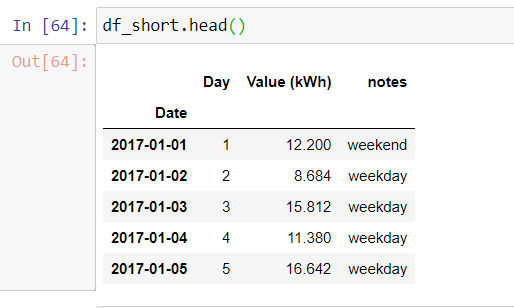 In [64]: df_short.head()
Out[64]:
Day Value (kWh) notes
Date
2017-01-01 1 12.200 weekend
2017-01-02 2 8.684 weekday
2017-01-03 3 15.812 weekday
2017-01-04 4 11.380 weekday
2017-01-05 5 16.642 weekday